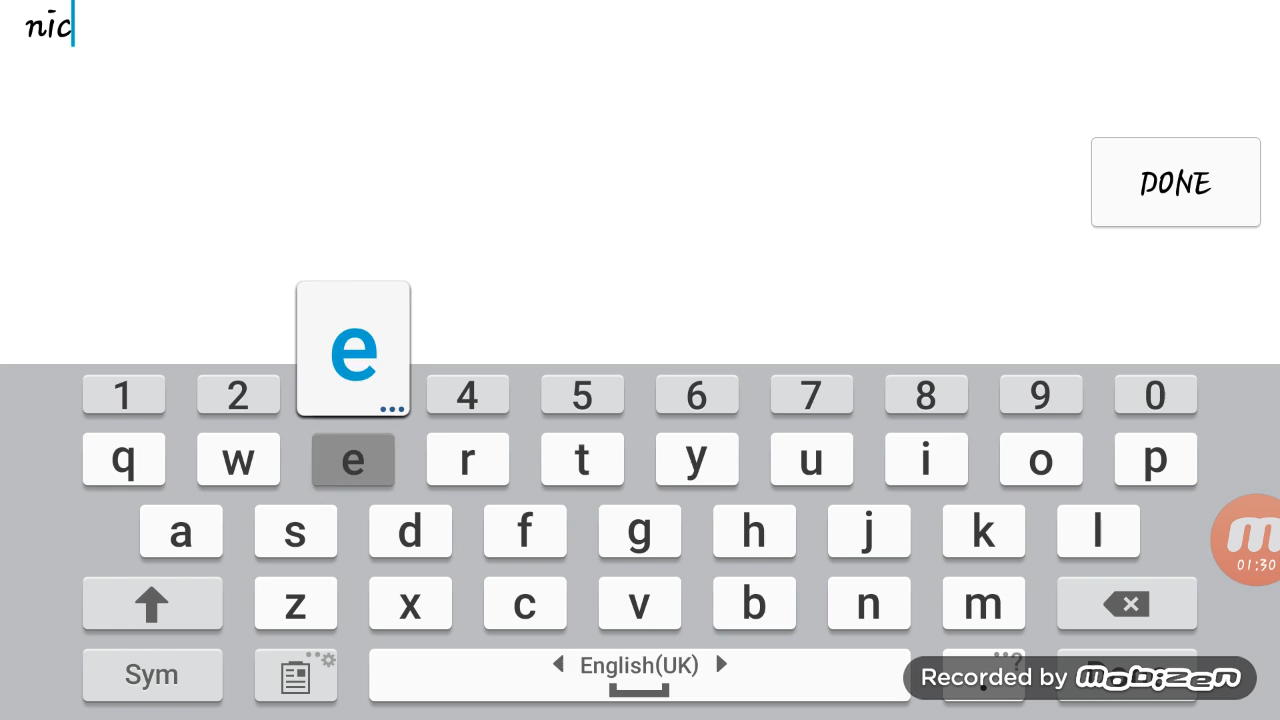 nic
DONE
e
1 2 4 5 6 7 8 9 0
q w e r t y u i o p
a s d f g h j k l
z x c v b n m
Sym English(UK) ?
Recorded by mobizen
01:30